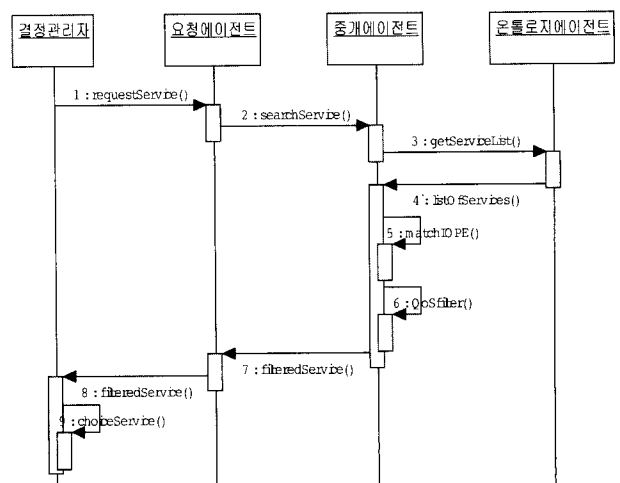 결정관리자
요청에이전트
중개에이전트
온톨로지에이전트
1 : requestService()
2 : searchService()
3 : getServiceList()
4 : listOfServices()
5 : matchIOPE()
6 : QoSfilter()
7 : filteredService()
8 : filteredService()
9 : choiceService()